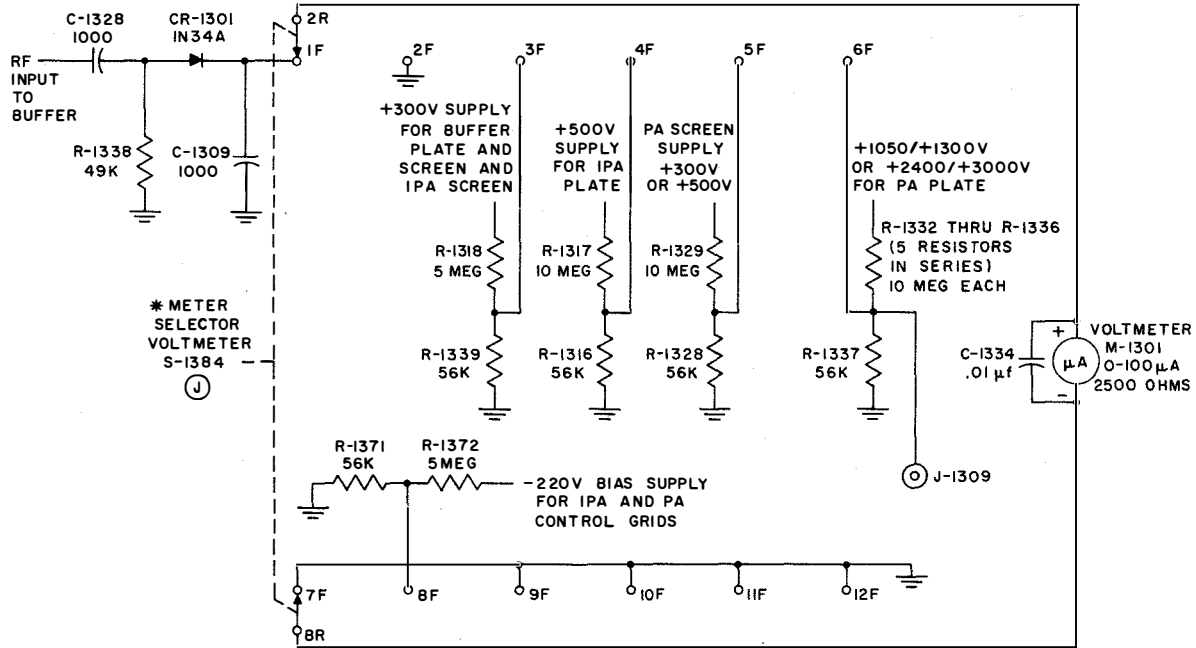 C-1328
1000
CR-1301
1N34A
2R
1F
RF
INPUT
TO
BUFFER
R-1338
49K
C-1309
1000
2F
3F
4F
5F
6F
+300V SUPPLY
FOR BUFFER
PLATE AND
SCREEN AND
IPA SCREEN
+500V
SUPPLY
FOR IPA
PLATE
PA SCREEN
SUPPLY
+300V
OR +500V
+1050/+1300V
OR +2400/+3000V
FOR PA PLATE
R-1318
5 MEG
R-1317
10 MEG
R-1329
10 MEG
R-1332 THRU R-1336
(5 RESISTORS
IN SERIES)
10 MEG EACH
* METER
SELECTOR
VOLTMETER
S-1384
J
R-1339
56K
R-1316
56K
R-1328
56K
R-1337
56K
C-1334
.01 µf
+
µA
-
VOLTMETER
M-1301
0-100µA
2500 OHMS
R-1371
56K
R-1372
5MEG
-220V BIAS SUPPLY
FOR IPA AND PA
CONTROL GRIDS
J-1309
7F
8F
9F
10F
11F
12F
8R